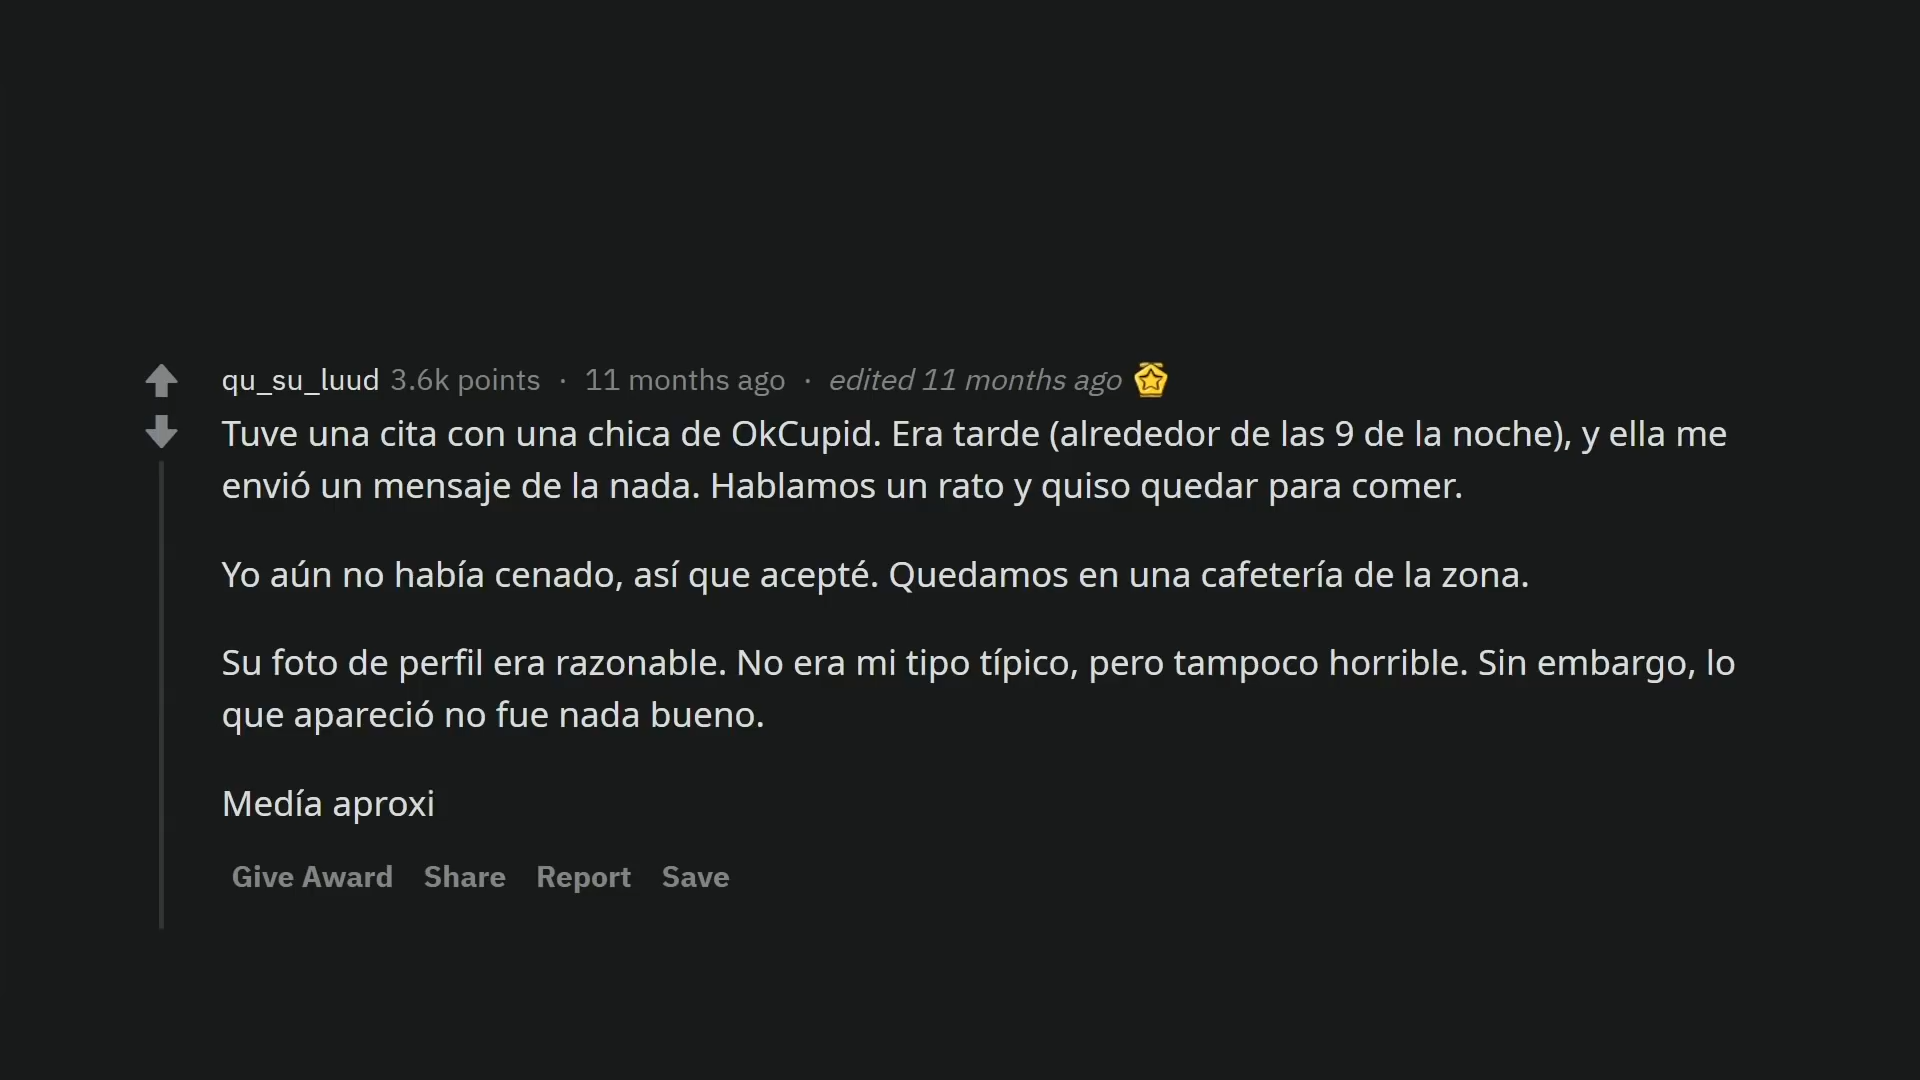 qu_su_luud 3.6k points · 11 months ago · edited 11 months ago
Tuve una cita con una chica de OkCupid. Era tarde (alrededor de las 9 de la noche), y ella me
envió un mensaje de la nada. Hablamos un rato y quiso quedar para comer.
Yo aún no había cenado, así que acepté. Quedamos en una cafetería de la zona.
Su foto de perfil era razonable. No era mi tipo típico, pero tampoco horrible. Sin embargo, lo
que apareció no fue nada bueno.
Medía aproxi
Give Award Share Report Save